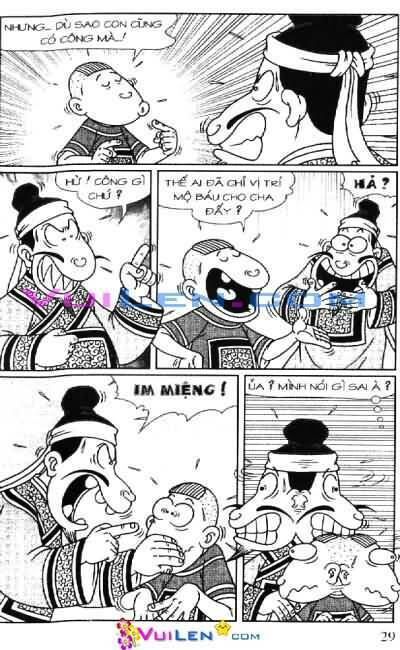 NHƯNG... DÙ SAO CON CŨNG
CÓ CÔNG MÀ...!
HỪ! CÔNG GÌ
CHỨ?
THẾ AI ĐÃ CHỈ VỊ TRÍ
MỘ BÁU CHO CHA
ĐẤY?
HẢ?
VUILEN.COM
IM MIỆNG!
ỦA? MÌNH NÓI GÌ SAI À?
29
VUILEN.COM